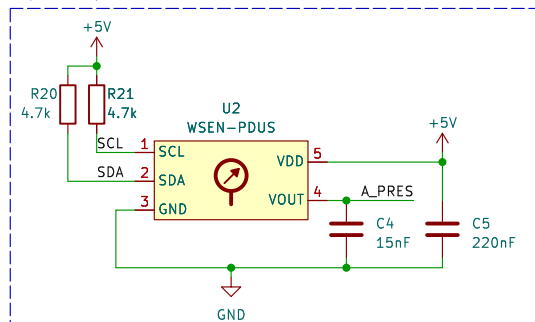 +5V
R20
4.7k
R21
4.7k
U2
WSEN-PDUS
SCL
1
SCL
SDA
2
SDA
3
GND
VDD
5
+5V
VOUT
4
A_PRES
C4
15nF
C5
220nF
GND